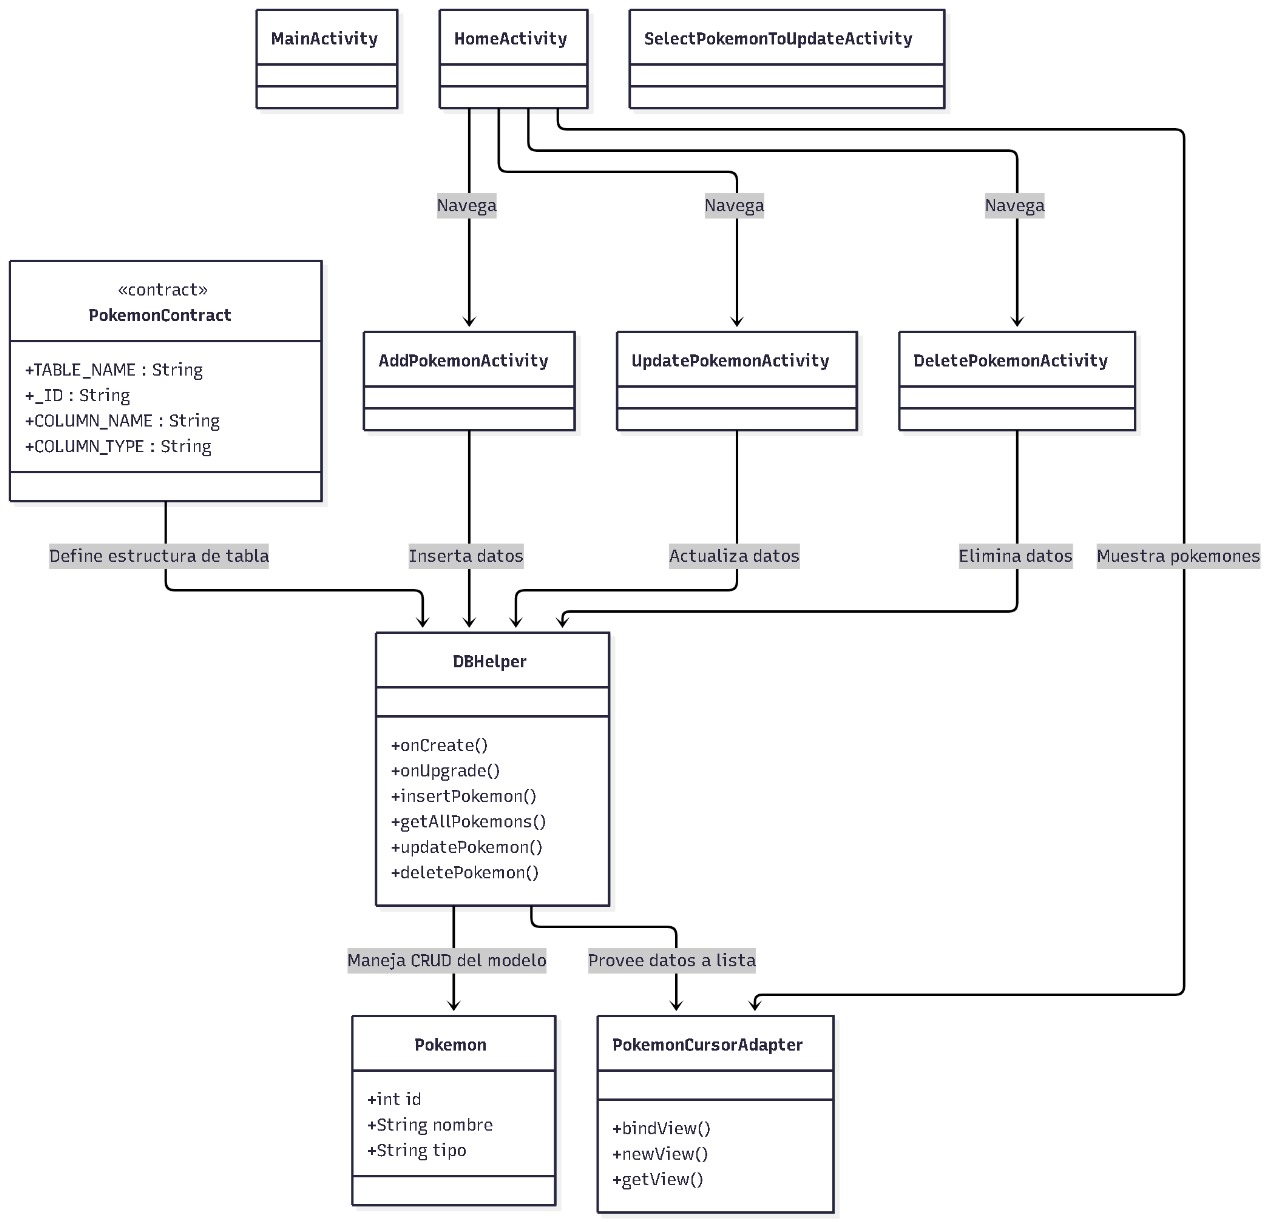 MainActivity
HomeActivity
SelectPokemonToUpdateActivity
Navega
Navega
Navega
«contract»
PokemonContract
+TABLE_NAME : String
+_ID : String
+COLUMN_NAME : String
+COLUMN_TYPE : String
AddPokemonActivity
UpdatePokemonActivity
DeletePokemonActivity
Define estructura de tabla
Inserta datos
Actualiza datos
Elimina datos
Muestra pokemones
DBHelper
+onCreate()
+onUpgrade()
+insertPokemon()
+getAllPokemons()
+updatePokemon()
+deletePokemon()
Maneja CRUD del modelo
Provee datos a lista
Pokemon
+int id
+String nombre
+String tipo
PokemonCursorAdapter
+bindView()
+newView()
+getView()